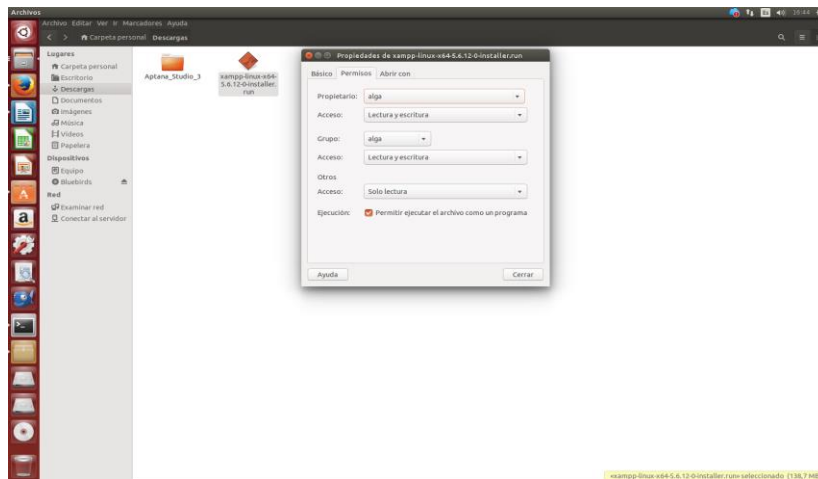 Archivos
16:44
Archivo Editar Ver Ir Marcadores Ayuda
Carpeta personal Descargas
Lugares
Carpeta personal
Escritorio
Descargas
Documentos
Imágenes
Música
Vídeos
Papelera
Dispositivos
Equipo
Bluebirds
Red
Examinar red
Conectar al servidor
Aptana_Studio_3
xampp-linux-x64-
5.6.12-0-installer.
run
Propiedades de xampp-linux-x64-5.6.12-0-installer.run
Básico Permisos Abrir con
Propietario: alga
Acceso: Lectura y escritura
Grupo: alga
Acceso: Lectura y escritura
Otros
Acceso: Solo lectura
Ejecución: Permitir ejecutar el archivo como un programa
Ayuda Cerrar
«xampp-linux-x64-5.6.12-0-installer.run» seleccionado (138,7 MB